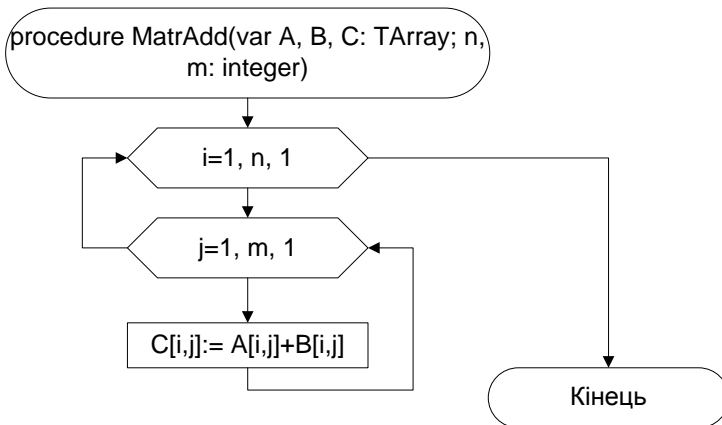 procedure MatrAdd(var A, B, C: TArray; n,
m: integer)
i=1, n, 1
j=1, m, 1
C[i,j]:= A[i,j]+B[i,j]
Кінець